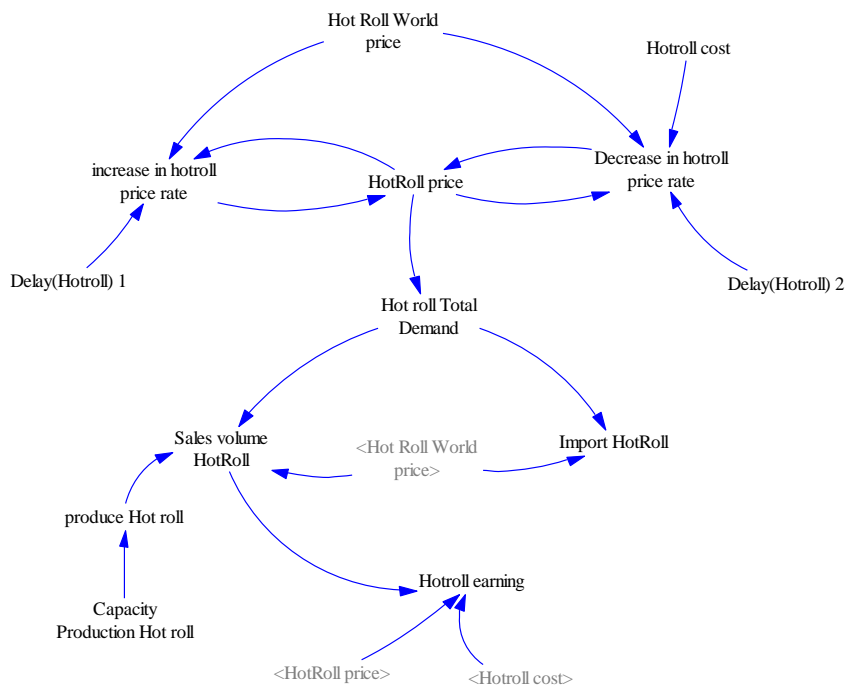 Hot Roll World
price
Hotroll cost
increase in hotroll
price rate
HotRoll price
Decrease in hotroll
price rate
Delay(Hotroll) 1
Delay(Hotroll) 2
Hot roll Total
Demand
Sales volume
HotRoll
<Hot Roll World
price>
Import HotRoll
produce Hot roll
Hotroll earning
Capacity
Production Hot roll
<HotRoll price>
<Hotroll cost>